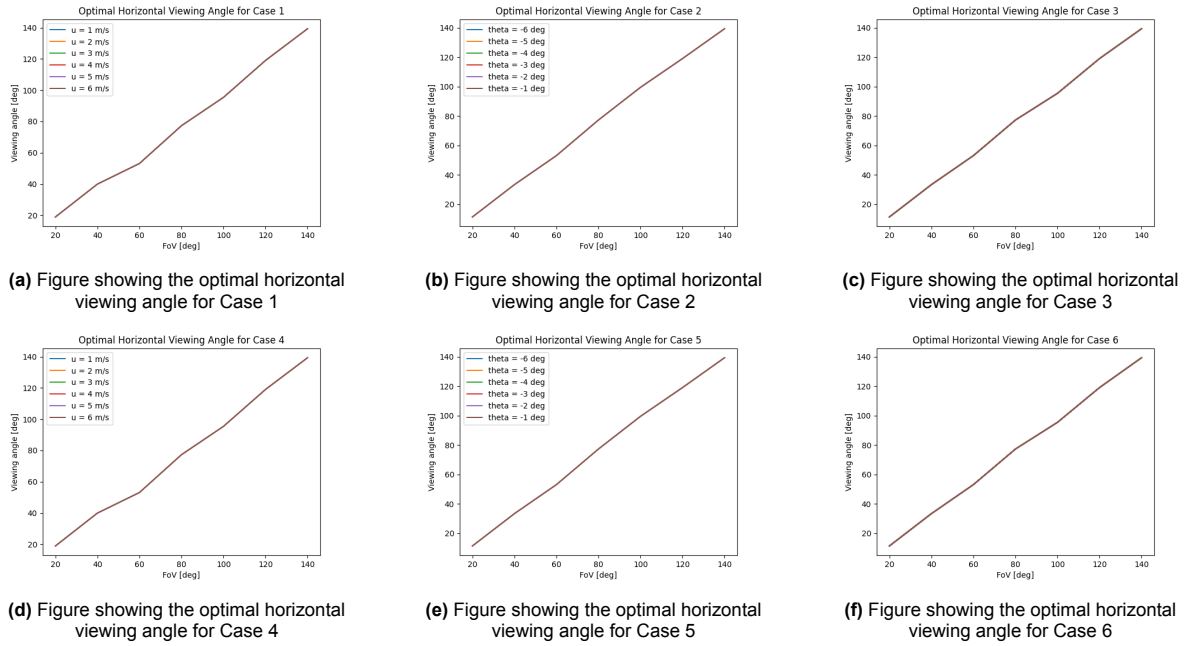 Optimal Horizontal Viewing Angle for Case 1
u = 1 m/s
u = 2 m/s
u = 3 m/s
u = 4 m/s
u = 5 m/s
u = 6 m/s
Viewing angle [deg]
140
120
100
80
60
40
20
20 40 60 80 100 120 140
FoV [deg]
(a) Figure showing the optimal horizontal
viewing angle for Case 1
Optimal Horizontal Viewing Angle for Case 2
theta = -6 deg
theta = -5 deg
theta = -4 deg
theta = -3 deg
theta = -2 deg
theta = -1 deg
Viewing angle [deg]
140
120
100
80
60
40
20
20 40 60 80 100 120 140
FoV [deg]
(b) Figure showing the optimal horizontal
viewing angle for Case 2
Optimal Horizontal Viewing Angle for Case 3
Viewing angle [deg]
140
120
100
80
60
40
20
20 40 60 80 100 120 140
FoV [deg]
(c) Figure showing the optimal horizontal
viewing angle for Case 3
Optimal Horizontal Viewing Angle for Case 4
u = 1 m/s
u = 2 m/s
u = 3 m/s
u = 4 m/s
u = 5 m/s
u = 6 m/s
Viewing angle [deg]
140
120
100
80
60
40
20
20 40 60 80 100 120 140
FoV [deg]
(d) Figure showing the optimal horizontal
viewing angle for Case 4
Optimal Horizontal Viewing Angle for Case 5
theta = -6 deg
theta = -5 deg
theta = -4 deg
theta = -3 deg
theta = -2 deg
theta = -1 deg
Viewing angle [deg]
140
120
100
80
60
40
20
20 40 60 80 100 120 140
FoV [deg]
(e) Figure showing the optimal horizontal
viewing angle for Case 5
Optimal Horizontal Viewing Angle for Case 6
Viewing angle [deg]
140
120
100
80
60
40
20
20 40 60 80 100 120 140
FoV [deg]
(f) Figure showing the optimal horizontal
viewing angle for Case 6